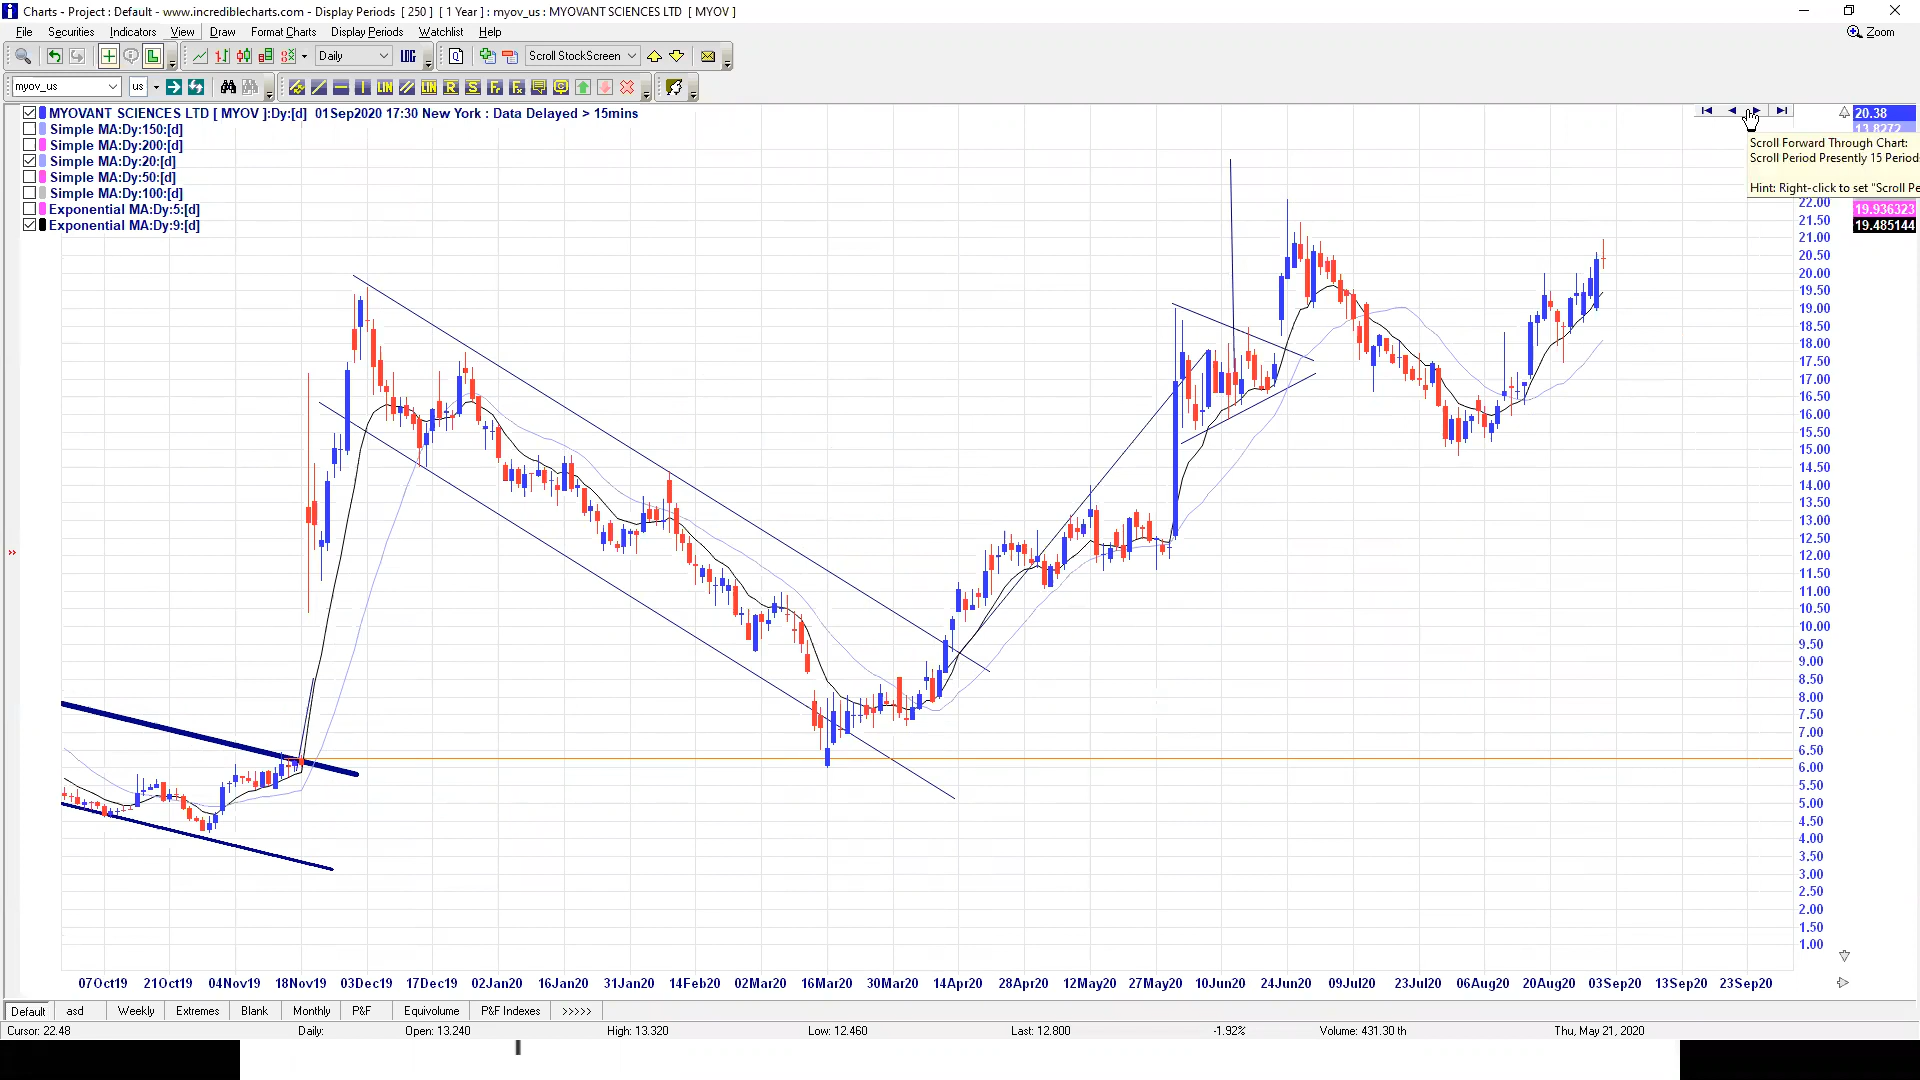 Charts - Project : Default - www.incrediblecharts.com - Display Periods [ 250 ] [ 1 Year ] : myov_us : MYOVANT SCIENCES LTD [ MYOV ]
File Securities Indicators View Draw Format Charts Display Periods Watchlist Help
Zoom
Daily
Scroll StockScreen
myov_us
us
LIN
LIN
R
S
MYOVANT SCIENCES LTD [ MYOV ]:Dy:[d] 01Sep2020 17:30 New York : Data Delayed > 15mins
Simple MA:Dy:150:[d]
Simple MA:Dy:200:[d]
Simple MA:Dy:20:[d]
Simple MA:Dy:50:[d]
Simple MA:Dy:100:[d]
Exponential MA:Dy:5:[d]
Exponential MA:Dy:9:[d]
20.38
13.8272
Scroll Forward Through Chart:
Scroll Period Presently 15 Period
Hint: Right-click to set "Scroll Pe
19.936323
19.485144
22.00
21.50
21.00
20.50
20.00
19.50
19.00
18.50
18.00
17.50
17.00
16.50
16.00
15.50
15.00
14.50
14.00
13.50
13.00
12.50
12.00
11.50
11.00
10.50
10.00
9.50
9.00
8.50
8.00
7.50
7.00
6.50
6.00
5.50
5.00
4.50
4.00
3.50
3.00
2.50
2.00
1.50
1.00
07Oct19 21Oct19 04Nov19 18Nov19 03Dec19 17Dec19 02Jan20 16Jan20 31Jan20 14Feb20 02Mar20 16Mar20 30Mar20 14Apr20 28Apr20 12May20 27May20 10Jun20 24Jun20 09Jul20 23Jul20 06Aug20 20Aug20 03Sep20 13Sep20 23Sep20
Default asd Weekly Extremes Blank Monthly P&F Equivolume P&F Indexes >>>>>
Cursor: 22.48 Daily: Open: 13.240 High: 13.320 Low: 12.460 Last: 12.800 -1.92% Volume: 431.30 th Thu, May 21, 2020